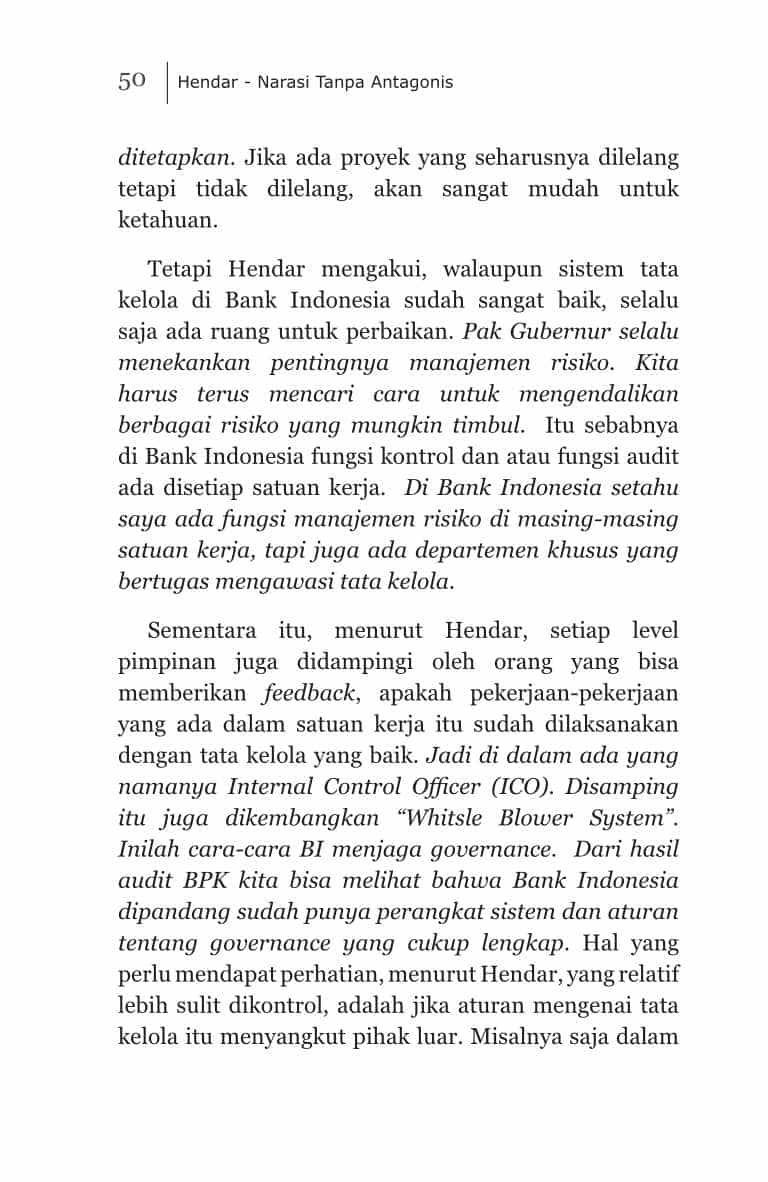 50
Hendar - Narasi Tanpa Antagonis
ditetapkan. Jika ada proyek yang seharusnya dilelang
tetapi tidak dilelang, akan sangat mudah untuk
ketahuan.
Tetapi Hendar mengakui, walaupun sistem tata
kelola di Bank Indonesia sudah sangat baik, selalu
saja ada ruang untuk perbaikan. Pak Gubernur selalu
menekankan pentingnya manajemen risiko. Kita
harus terus mencari cara untuk mengendalikan
berbagai risiko yang mungkin timbul. Itu sebabnya
di Bank Indonesia fungsi kontrol dan atau fungsi audit
ada disetiap satuan kerja. Di Bank Indonesia setahu
saya ada fungsi manajemen risiko di masing-masing
satuan kerja, tapi juga ada departemen khusus yang
bertugas mengawasi tata kelola.
Sementara itu, menurut Hendar, setiap level
pimpinan juga didampingi oleh orang yang bisa
memberikan feedback, apakah pekerjaan-pekerjaan
yang ada dalam satuan kerja itu sudah dilaksanakan
dengan tata kelola yang baik. Jadi di dalam ada yang
namanya Internal Control Officer (ICO). Disamping
itu juga dikembangkan “Whitsle Blower System”.
Inilah cara-cara BI menjaga governance. Dari hasil
audit BPK kita bisa melihat bahwa Bank Indonesia
dipandang sudah punya perangkat sistem dan aturan
tentang governance yang cukup lengkap. Hal yang
perlu mendapat perhatian, menurut Hendar, yang relatif
lebih sulit dikontrol, adalah jika aturan mengenai tata
kelola itu menyangkut pihak luar. Misalnya saja dalam